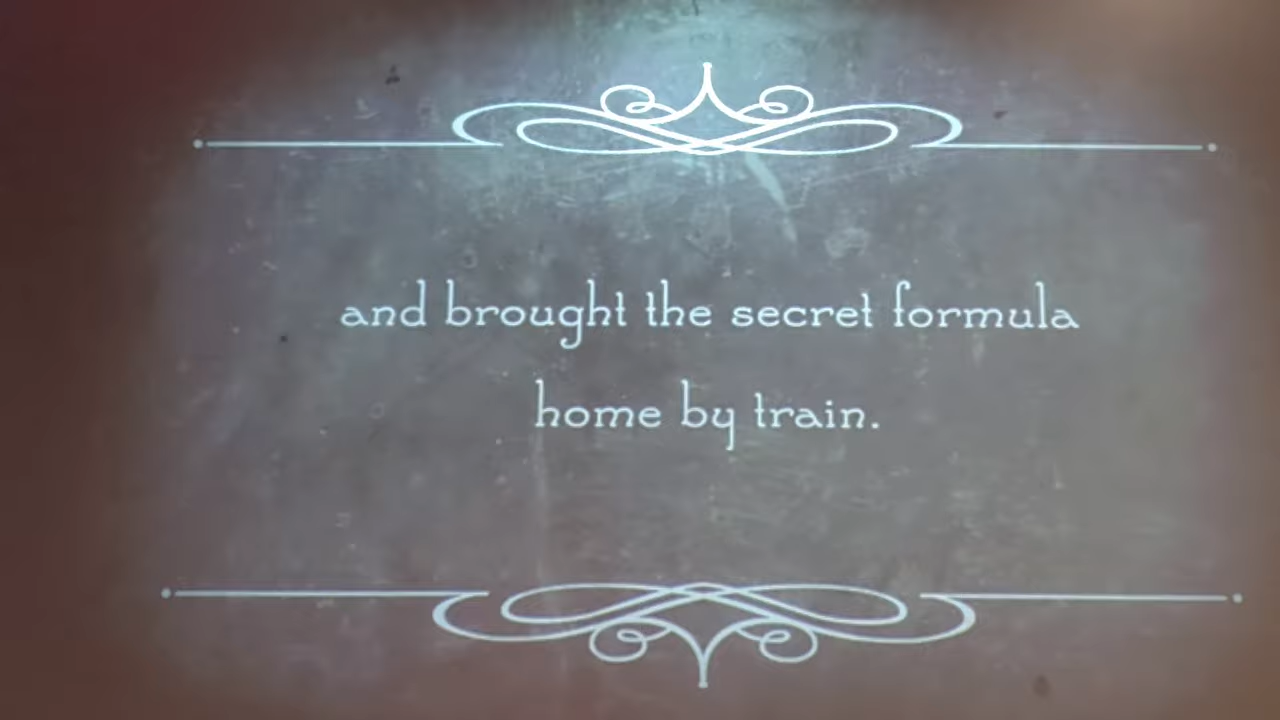 and brought the secret formula
home by train.